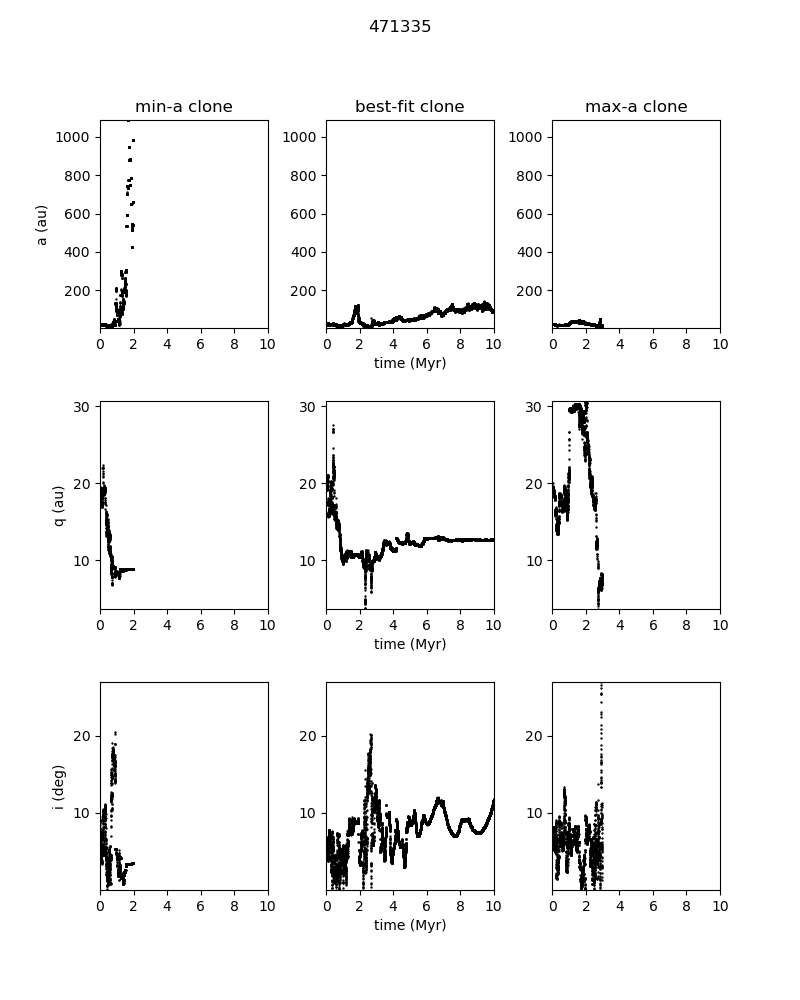 471335
min-a clone best-fit clone max-a clone
a (au)
1000 1000 1000
800 800 800
600 600 600
400 400 400
200 200 200
0 2 4 6 8 10 0 2 4 6 8 10 0 2 4 6 8 10
time (Myr)
q (au)
30 30 30
20 20 20
10 10 10
0 2 4 6 8 10 0 2 4 6 8 10 0 2 4 6 8 10
time (Myr)
i (deg)
20 20 20
10 10 10
0 2 4 6 8 10 0 2 4 6 8 10 0 2 4 6 8 10
time (Myr)